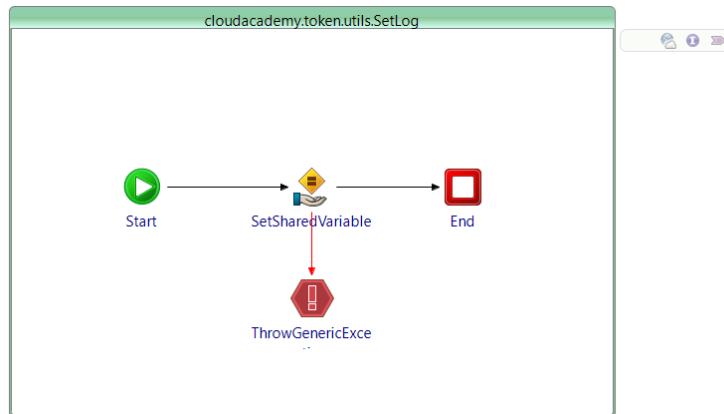 cloudacademy.token.utils.SetLog
Start
SetSharedVariable
End
ThrowGenericExce